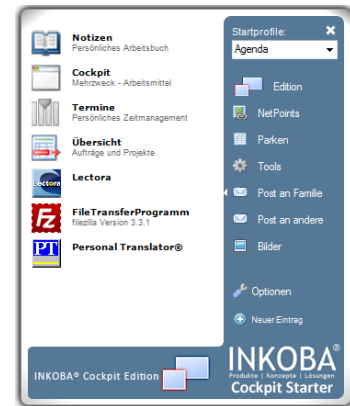 Notizen
Persönliches Arbeitsbuch
Cockpit
Mehrzweck - Arbeitsmittel
Termine
Persönliches Zeitmanagement
Übersicht
Aufträge und Projekte
Lectora
Lectora
FZ
FileTransferProgramm
filezilla Version 3.3.1
PT
Personal Translator®
Startprofile:
Agenda
Edition
NetPoints
Parken
Tools
Post an Familie
Post an andere
Bilder
Optionen
Neuer Eintrag
INKOBA® Cockpit Edition
INKOBA®
Produkte | Konzepte | Lösungen
Cockpit Starter